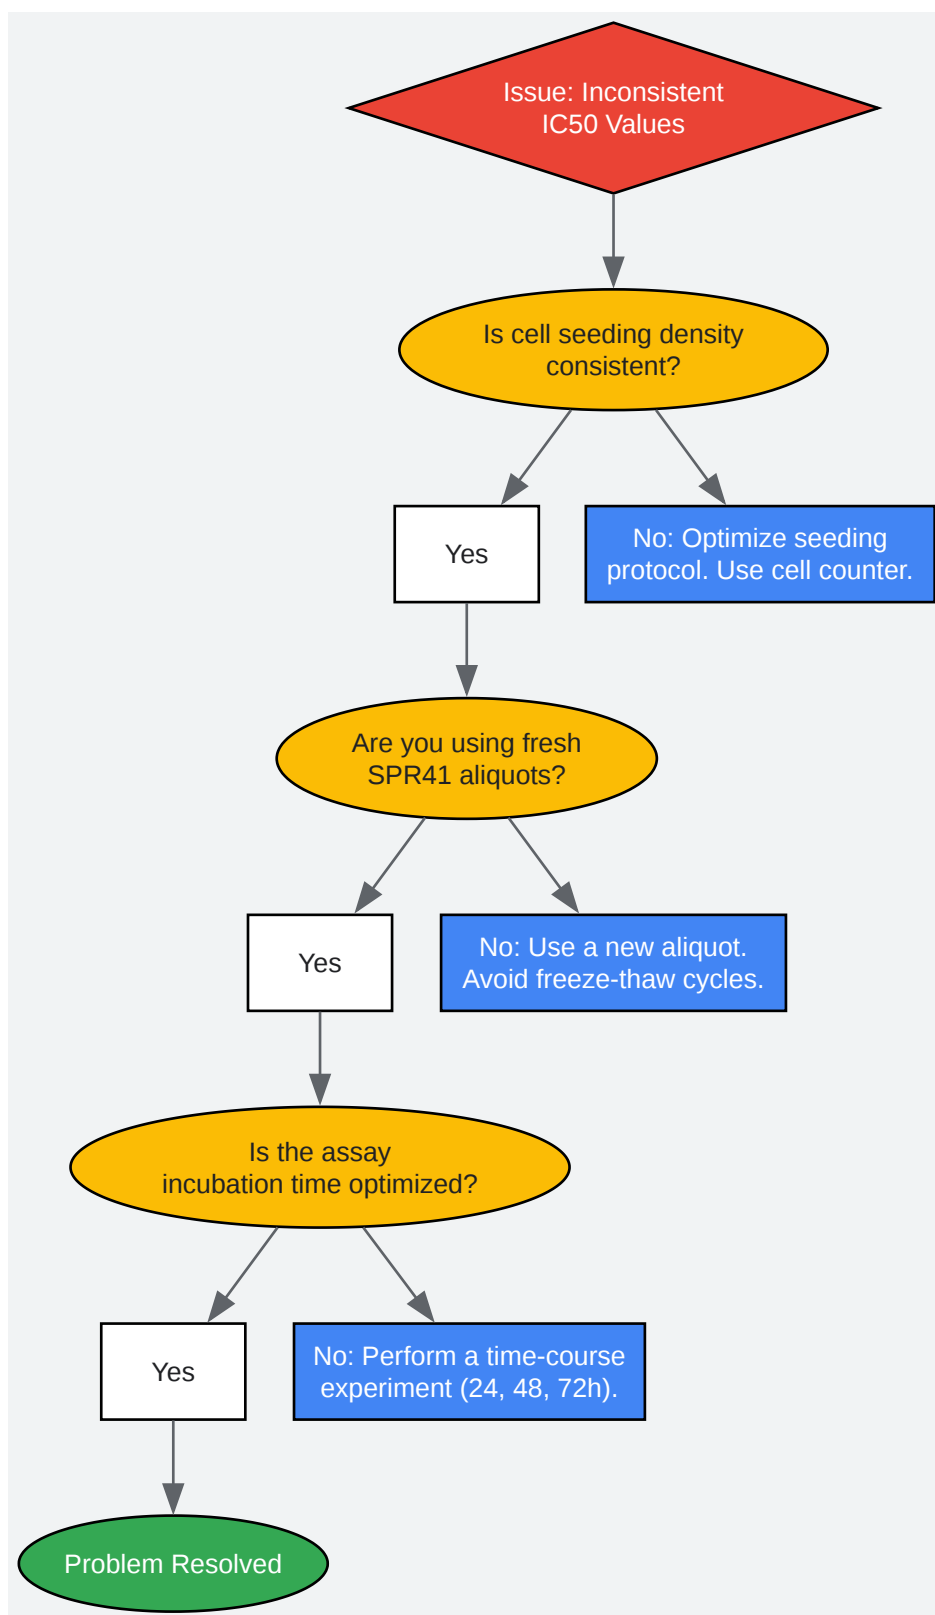 Issue: Inconsistent
IC50 Values
Is cell seeding density
consistent?
Yes
No: Optimize seeding
protocol. Use cell counter.
Are you using fresh
SPR41 aliquots?
Yes
No: Use a new aliquot.
Avoid freeze-thaw cycles.
Is the assay
incubation time optimized?
Yes
No: Perform a time-course
experiment (24, 48, 72h).
Problem Resolved